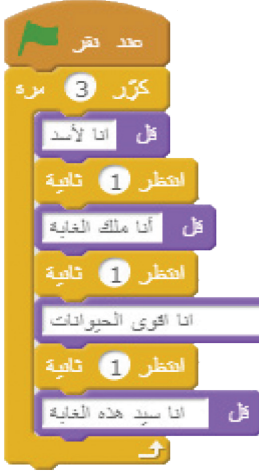 عند نقر
كرّر 3 مرة
قل انا لأسد
انتظر 1 ثانية
قل أنا ملك الغابة
انتظر 1 ثانية
انا اقوى الحيوانات
انتظر 1 ثانية
قل انا سيد هذه الغابة